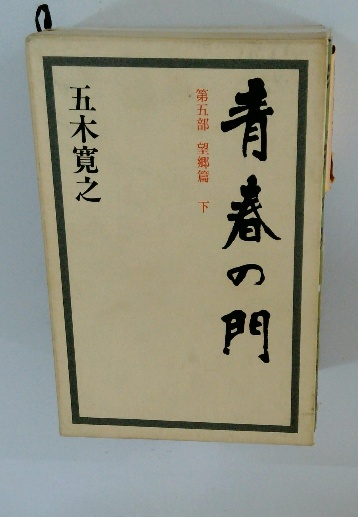 青春の門
第五部 望郷篇 下
五木寛之